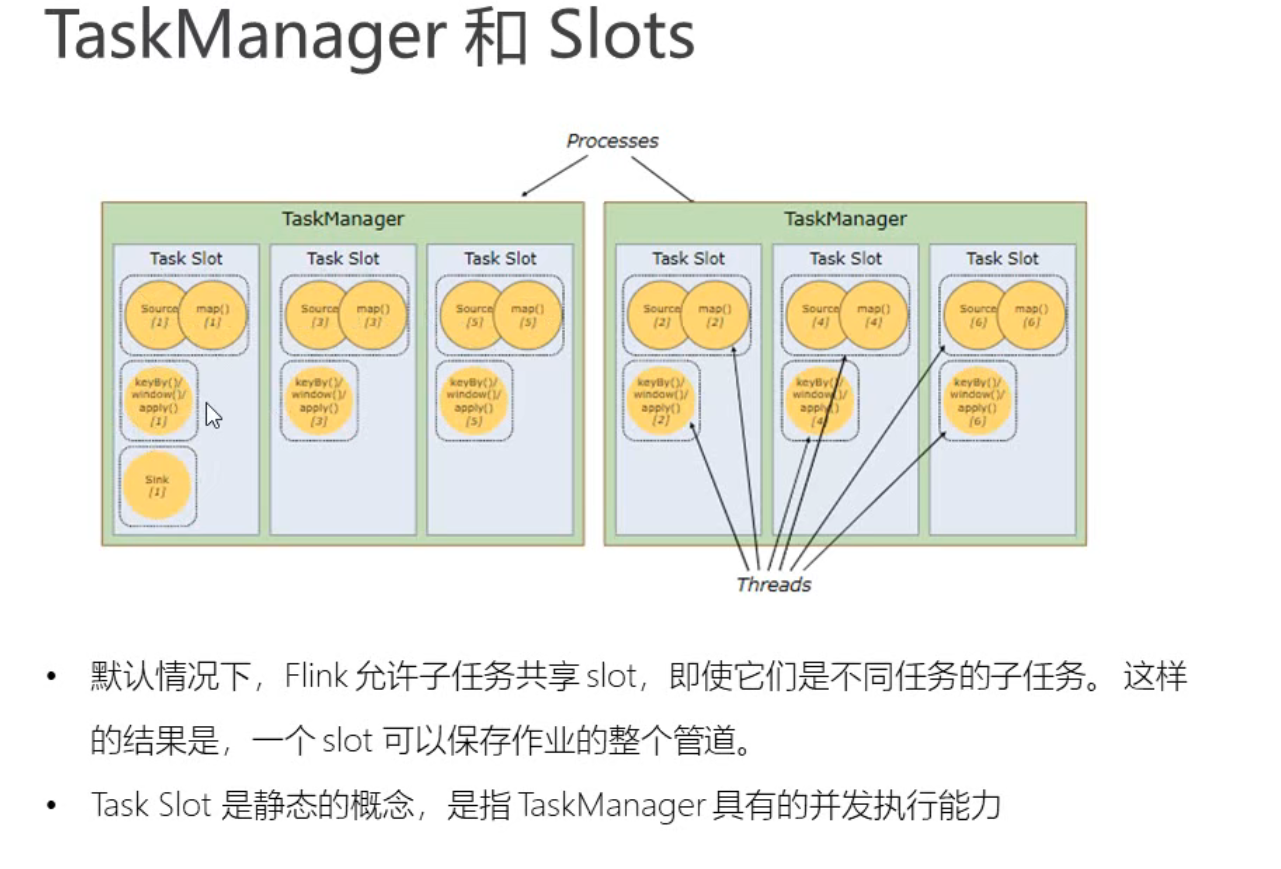 TaskManager 和 Slots
Processes
TaskManager
TaskManager
Task Slot
Task Slot
Task Slot
Task Slot
Task Slot
Task Slot
Source
[1]
map()
[1]
Source
[3]
map()
[3]
Source
[5]
map()
[5]
Source
[2]
map()
[2]
Source
[4]
map()
[4]
Source
[6]
map()
[6]
keyBy()/
window()/
apply()
[1]
keyBy()/
window()/
apply()
[3]
keyBy()/
window()/
apply()
[5]
keyBy()/
window()/
apply()
[2]
keyBy()/
window()/
apply()
[4]
keyBy()/
window()/
apply()
[6]
Sink
[1]
Threads
• 默认情况下，Flink 允许子任务共享 slot，即使它们是不同任务的子任务。 这样
的结果是，一个 slot 可以保存作业的整个管道。
• Task Slot 是静态的概念，是指 TaskManager 具有的并发执行能力